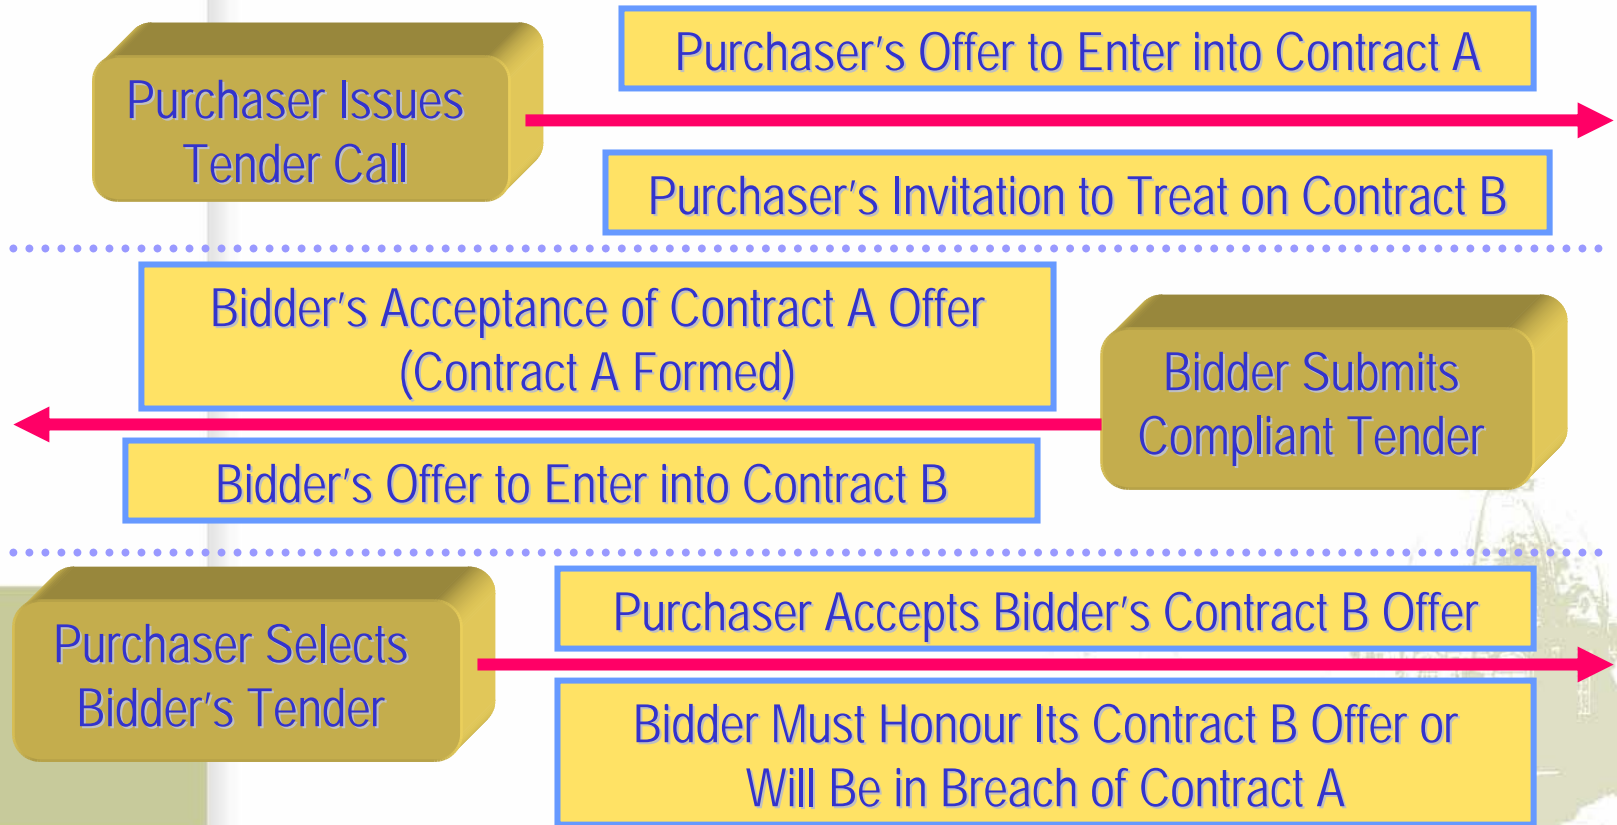 Purchaser's Offer to Enter into Contract A
Purchaser Issues
Tender Call
Purchaser's Invitation to Treat on Contract B
Bidder's Acceptance of Contract A Offer
(Contract A Formed)
Bidder Submits
Compliant Tender
Bidder's Offer to Enter into Contract B
Purchaser Selects
Bidder's Tender
Purchaser Accepts Bidder's Contract B Offer
Bidder Must Honour Its Contract B Offer or
Will Be in Breach of Contract A